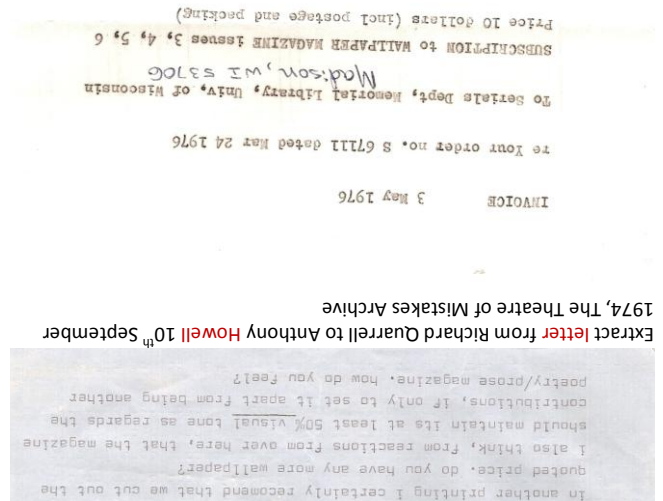 in another printing i certainly recomend that we cut out the
quoted price. do you have any more wallpaper?
i also think, from reactions from over here, that the magazine
should maintain its at least 50% visual tone as regards the
contributions, if only to set it apart from being another
poetry/prose magazine. how do you feel?
Extract letter from Richard Quarrell to Anthony Howell 10th September
1974, The Theatre of Mistakes Archive
INVOICE 3 May 1976
re Your order no. S 67111 dated Mar 24 1976
To Serials Dept, Memorial Library, Univ, of Wisconsin
Madison, WI 53706
SUBSCRIPTION to WALLPAPER MAGAZINE issues 3, 4, 5, 6
Price 10 dollars (incl postage and packing)